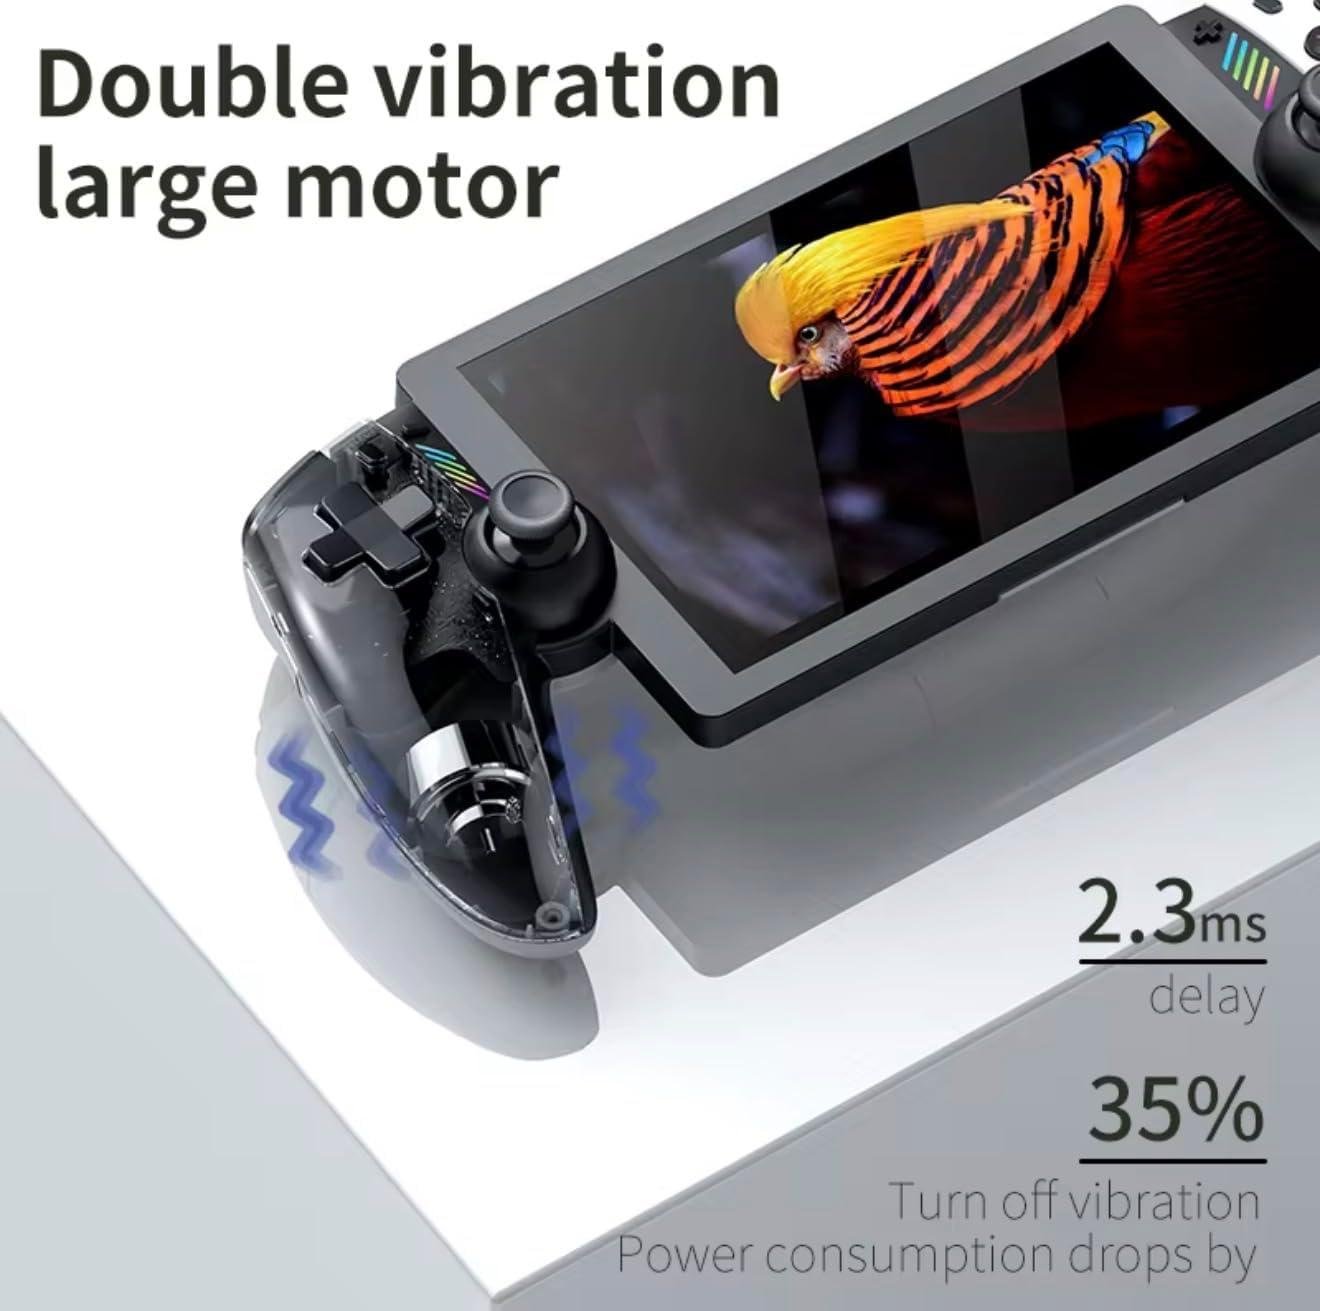 Double vibration
large motor
2.3ms
delay
35%
Turn off vibration
Power consumption drops by